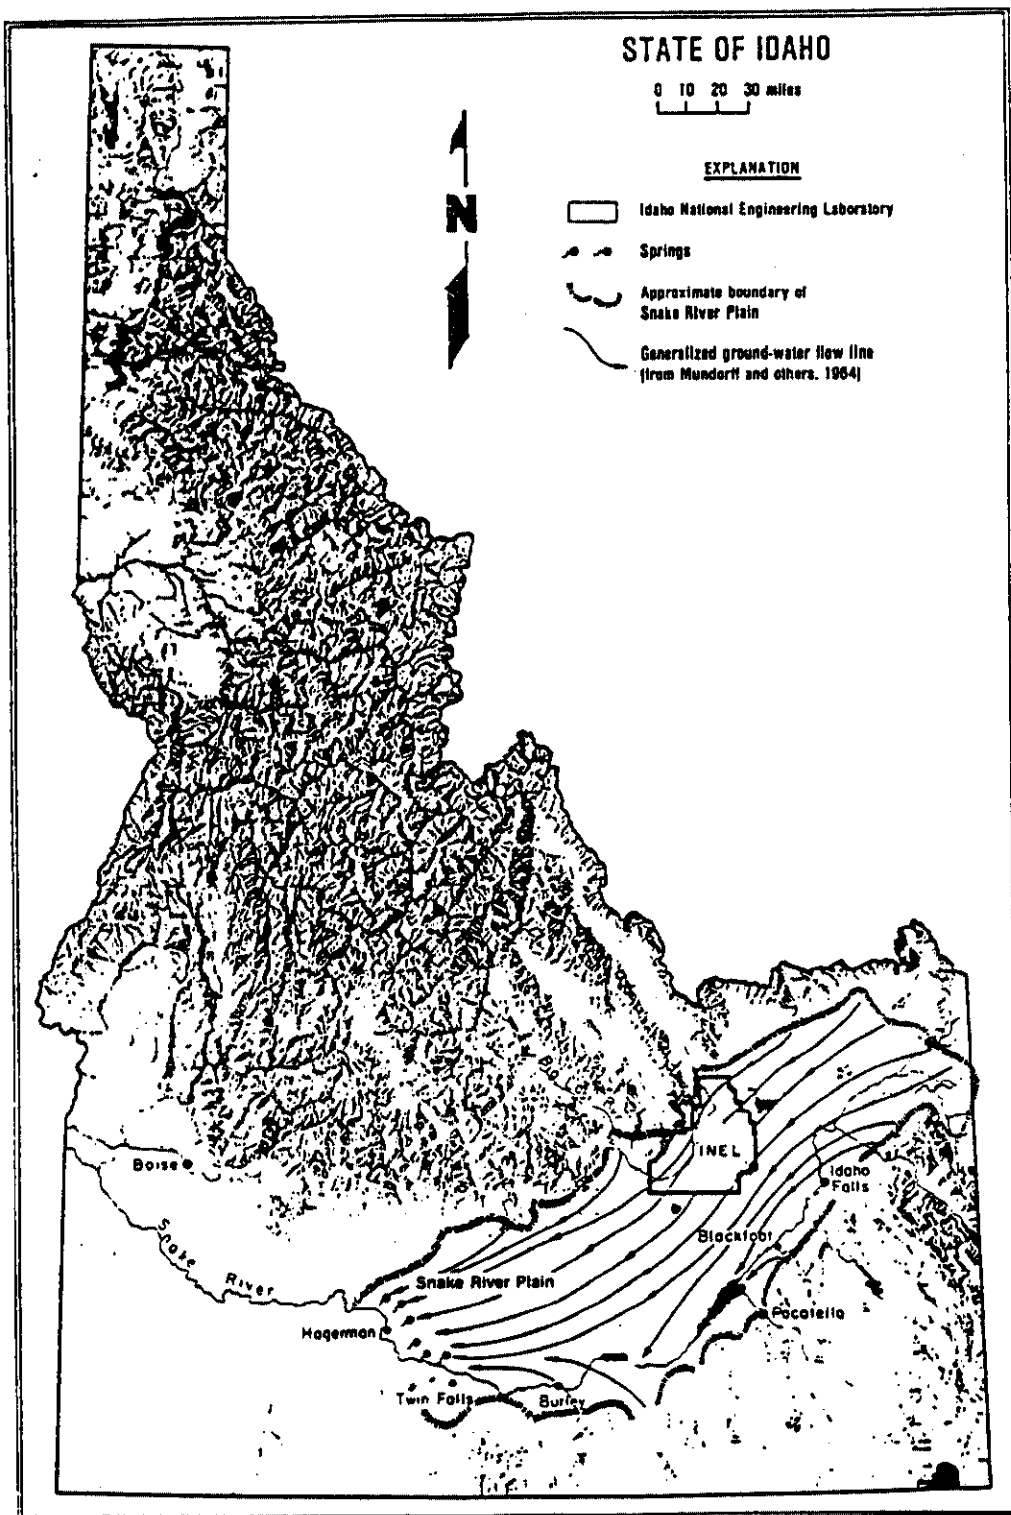 STATE OF IDAHO
0 10 20 30 miles
EXPLANATION
Idaho National Engineering Laboratory
Springs
Approximate boundary of
Snake River Plain
Generalized ground-water flow line
(from Mundorff and others, 1964)
N
INEL
Boise
Idaho
Falls
Snake River
Blackfoot
Snake River Plain
Pocatello
Hagerman
Twin Falls
Burley